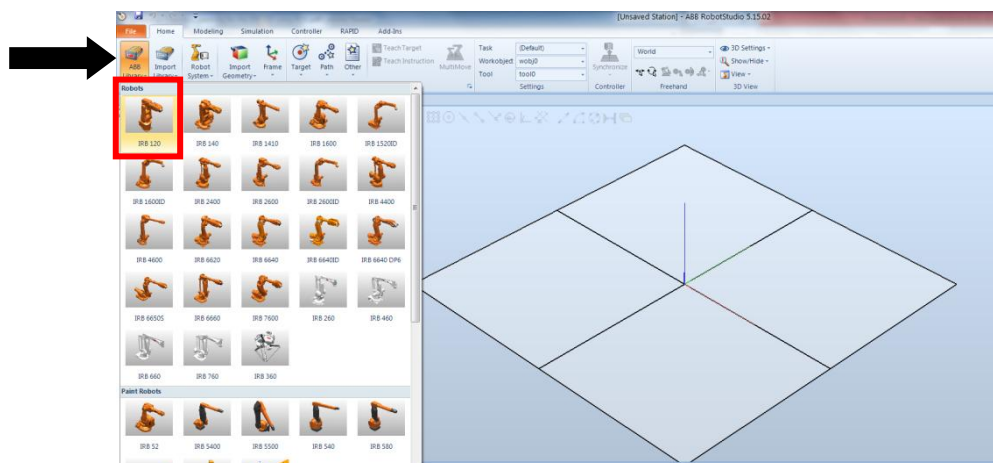 [Unsaved Station] - ABB RobotStudio 5.15.02
File Home Modeling Simulation Controller RAPID Add-Ins
ABB Library Import Library Robot System Import Geometry Frame Target Path Other
Teach Target
Teach Instruction
MultiMove
Task (Default)
Workobject wobj0
Tool tool0
Settings
Synchronize
Controller
World
Freehand
3D Settings
Show/Hide
View
3D View
Robots
IRB 120 IRB 140 IRB 1410 IRB 1600 IRB 1520ID
IRB 1600ID IRB 2400 IRB 2600 IRB 2600ID IRB 4400
IRB 4600 IRB 6620 IRB 6640 IRB 6640ID IRB 6640 DP6
IRB 6650S IRB 6660 IRB 7600 IRB 260 IRB 460
IRB 660 IRB 760 IRB 360
Paint Robots
IRB 52 IRB 5400 IRB 5500 IRB 540 IRB 580